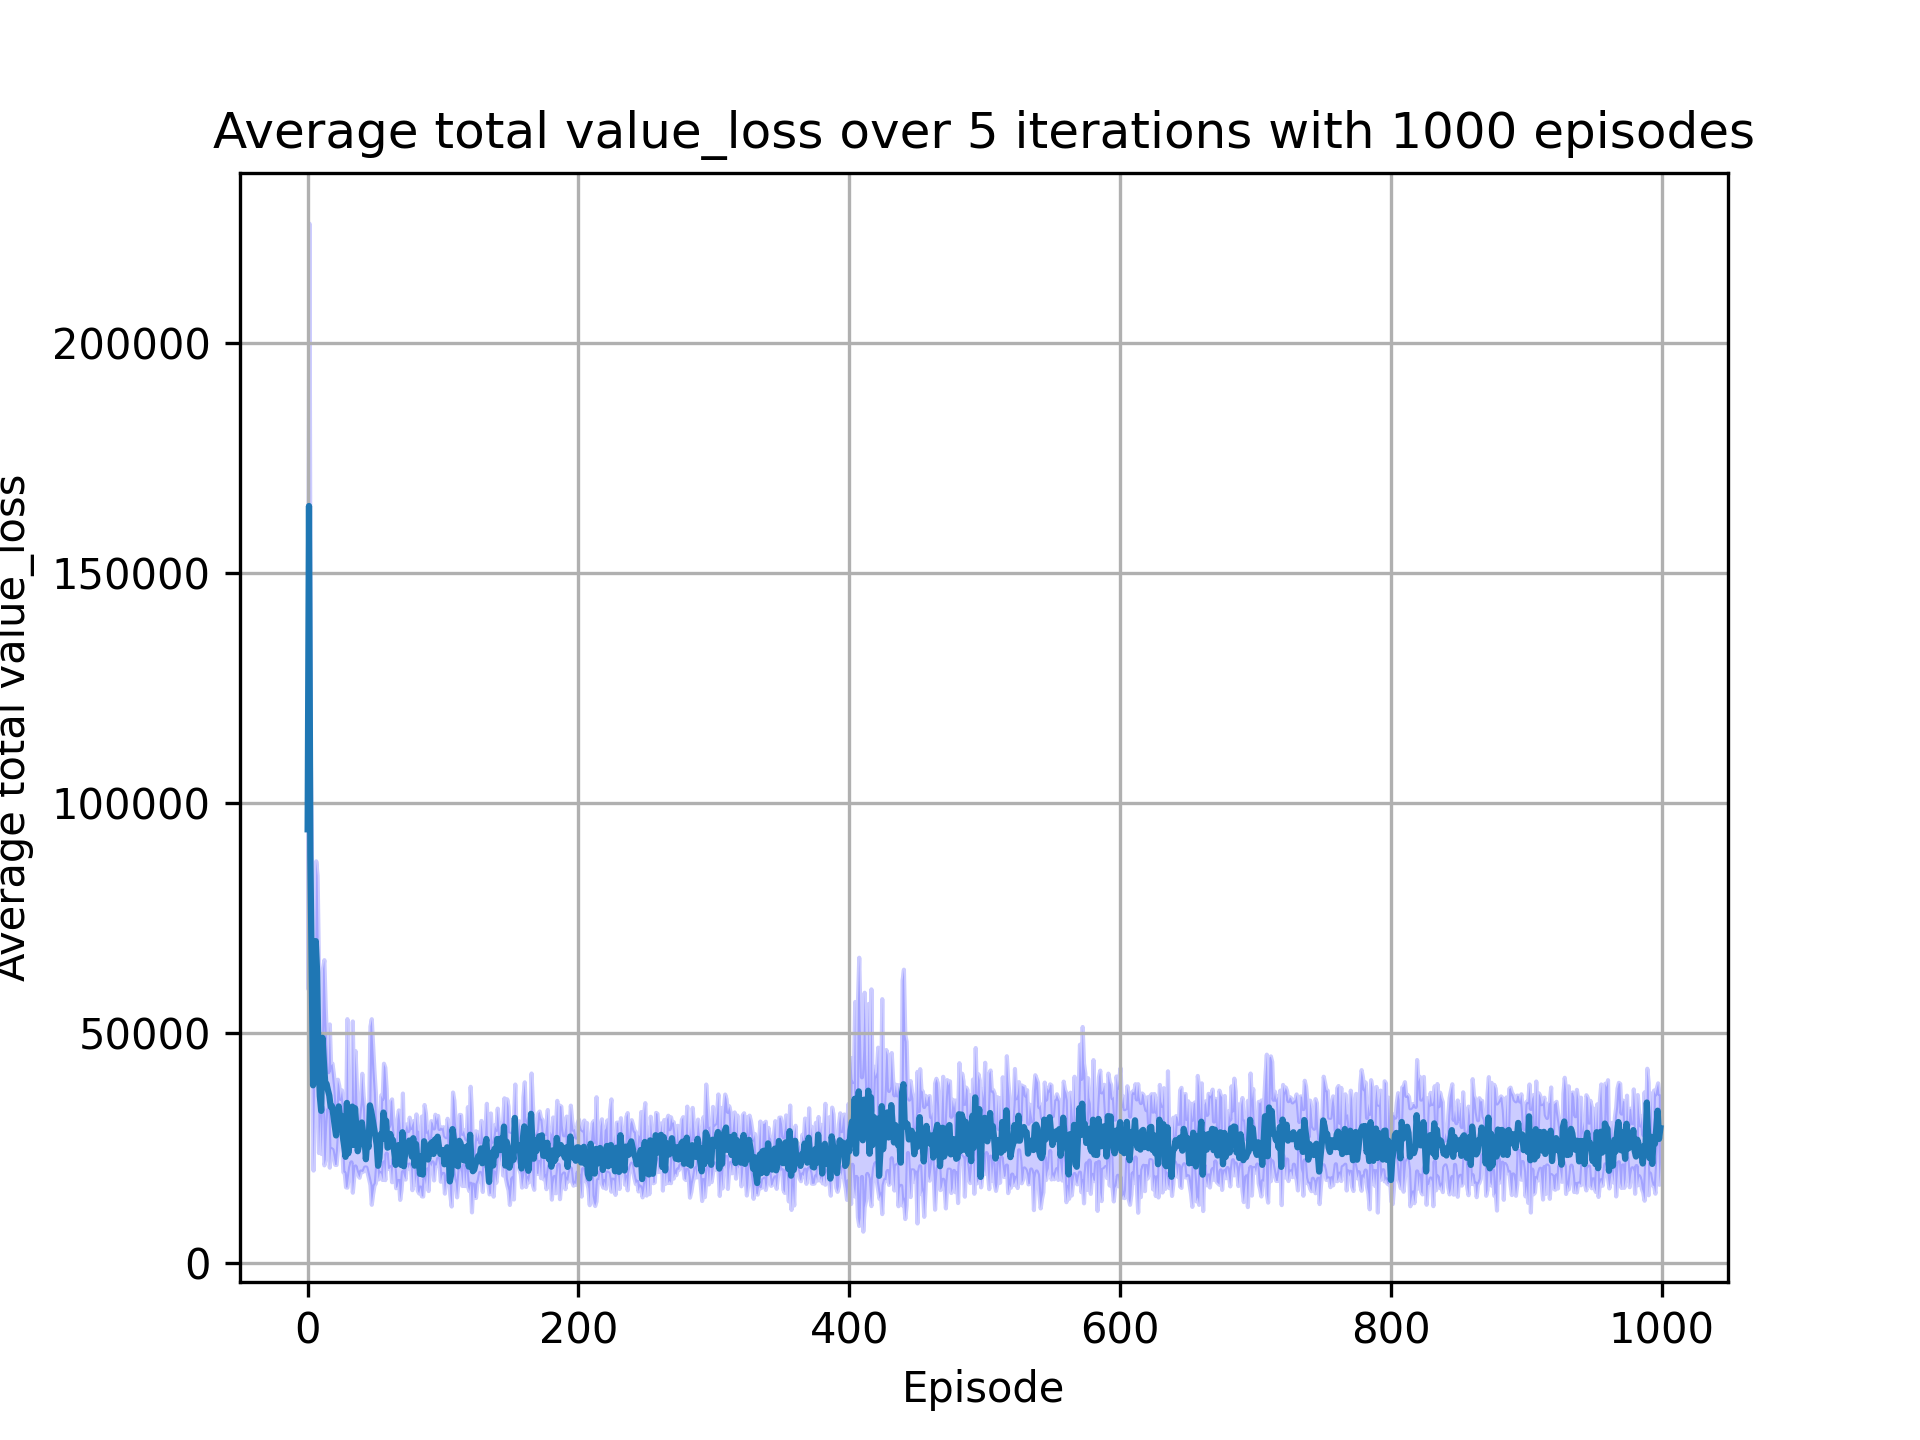 Average total value_loss over 5 iterations with 1000 episodes
Average total value_loss
200000
150000
100000
50000
0
0 200 400 600 800 1000
Episode